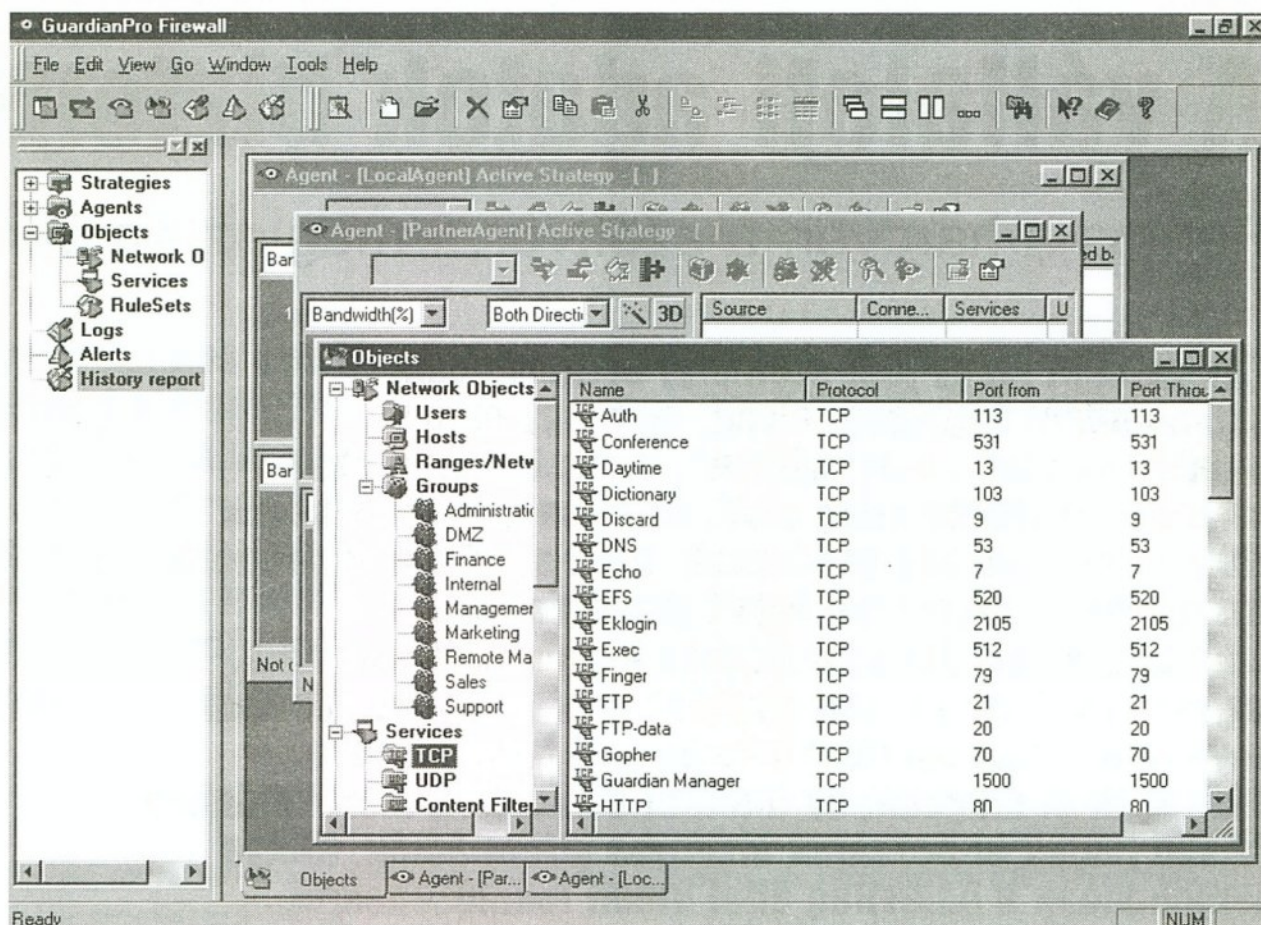 GuardianPro Firewall
File Edit View Go Window Tools Help
Strategies
Agents
Objects
Network O
Services
RuleSets
Logs
Alerts
History report
Agent - [LocalAgent] Active Strategy - [ ]
Bar
ed b
Agent - [PartnerAgent] Active Strategy - [ ]
Bandwidth(%) Both Directi 3D Source Conne... Services U
Objects
Network Objects
Users
Hosts
Ranges/Netw
Groups
Administratic
DMZ
Finance
Internal
Managemer
Marketing
Remote Ma
Sales
Support
Services
TCP
UDP
Content Filter
Name Protocol Port from Port Throu
Auth TCP 113 113
Conference TCP 531 531
Daytime TCP 13 13
Dictionary TCP 103 103
Discard TCP 9 9
DNS TCP 53 53
Echo TCP 7 7
EFS TCP 520 520
Eklogin TCP 2105 2105
Exec TCP 512 512
Finger TCP 79 79
FTP TCP 21 21
FTP-data TCP 20 20
Gopher TCP 70 70
Guardian Manager TCP 1500 1500
HTTP TCP 80 80
Bar
Not c
N
Objects Agent - [Par... Agent - [Loc...
Ready NUM